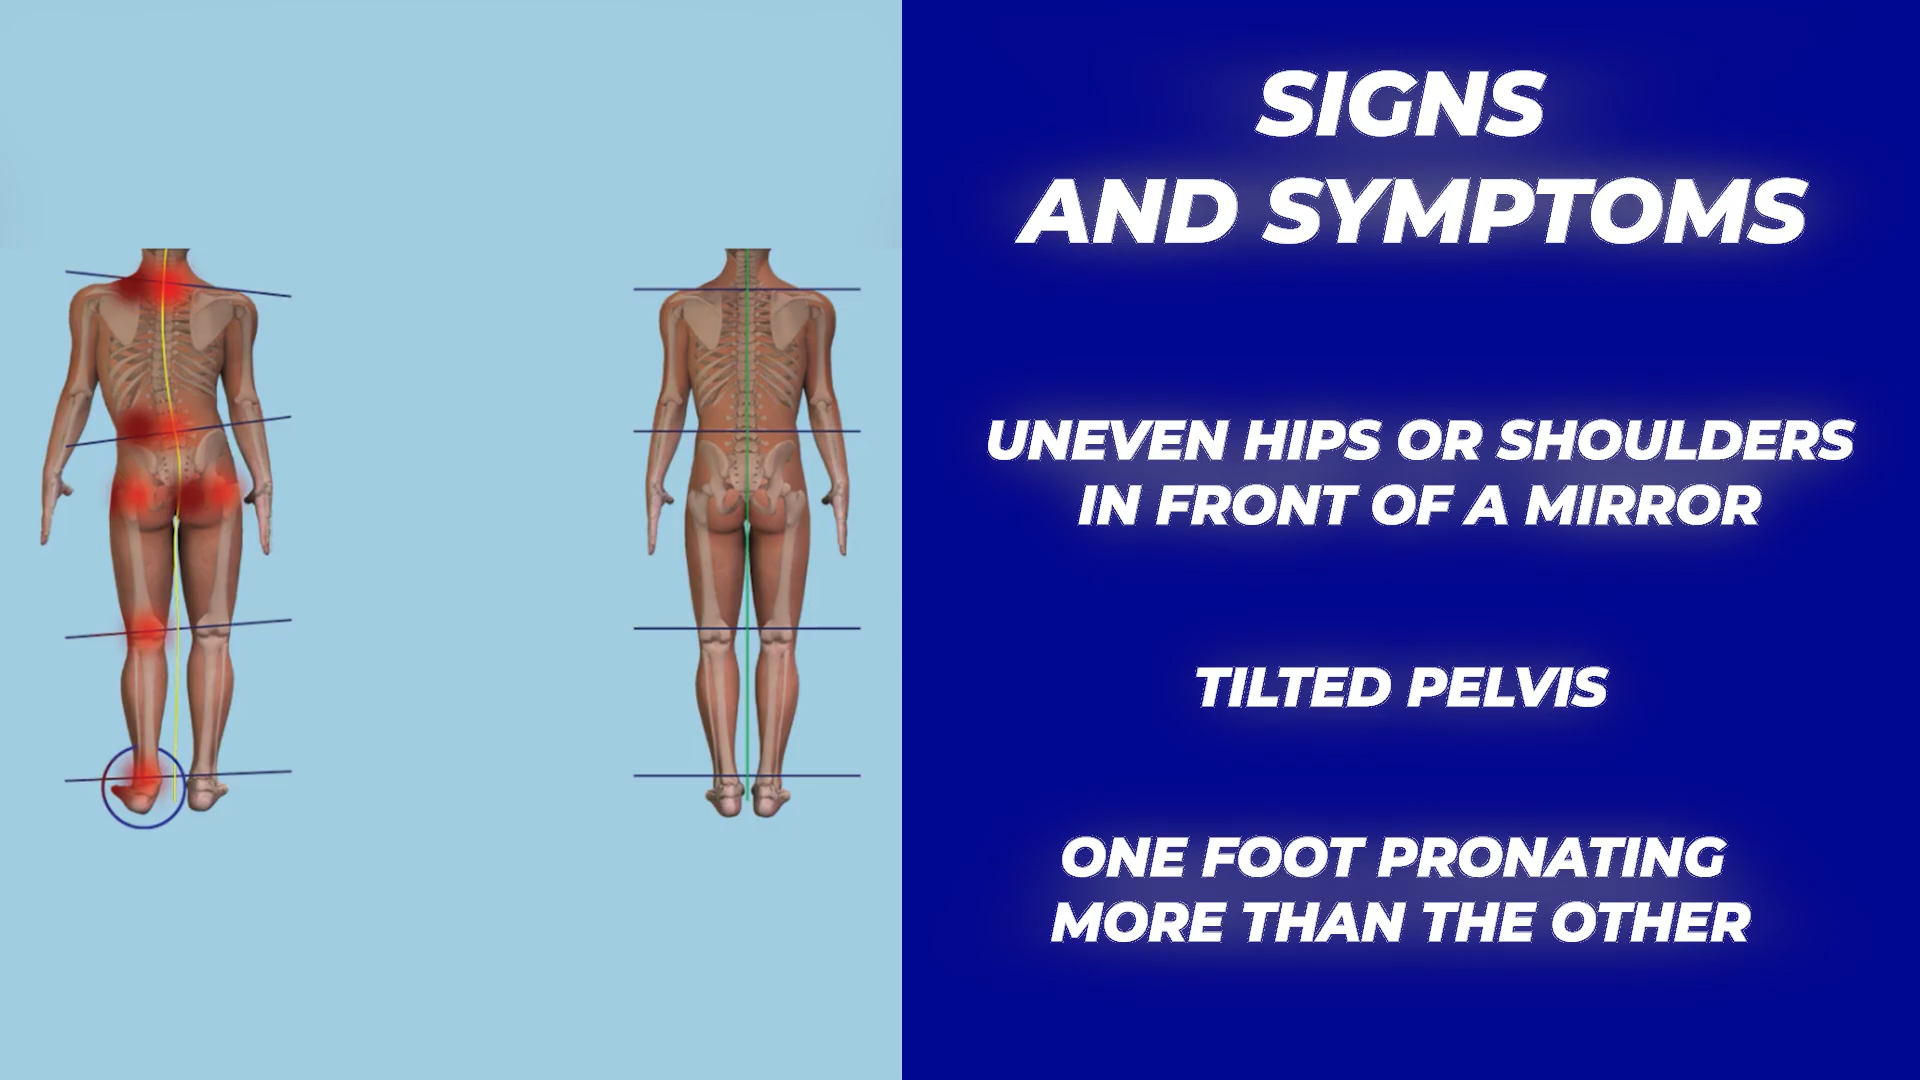 SIGNS
AND SYMPTOMS
UNEVEN HIPS OR SHOULDERS
IN FRONT OF A MIRROR
TILTED PELVIS
ONE FOOT PRONATING
MORE THAN THE OTHER